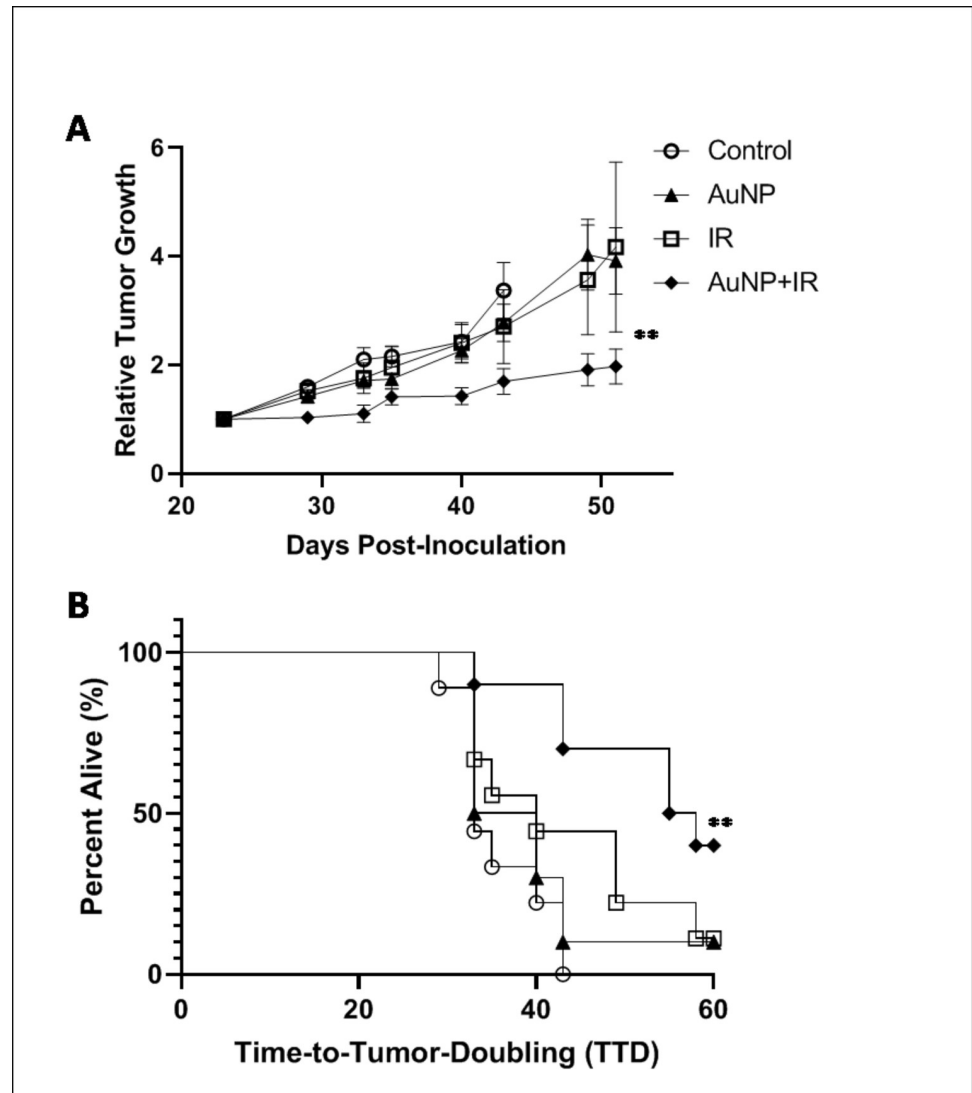 A
Relative Tumor Growth
6
4
2
0
20 30 40 50
Days Post-Inoculation
Control
AuNP
IR
AuNP+IR
**
B
Percent Alive (%)
100
50
0
0 20 40 60
Time-to-Tumor-Doubling (TTD)
**